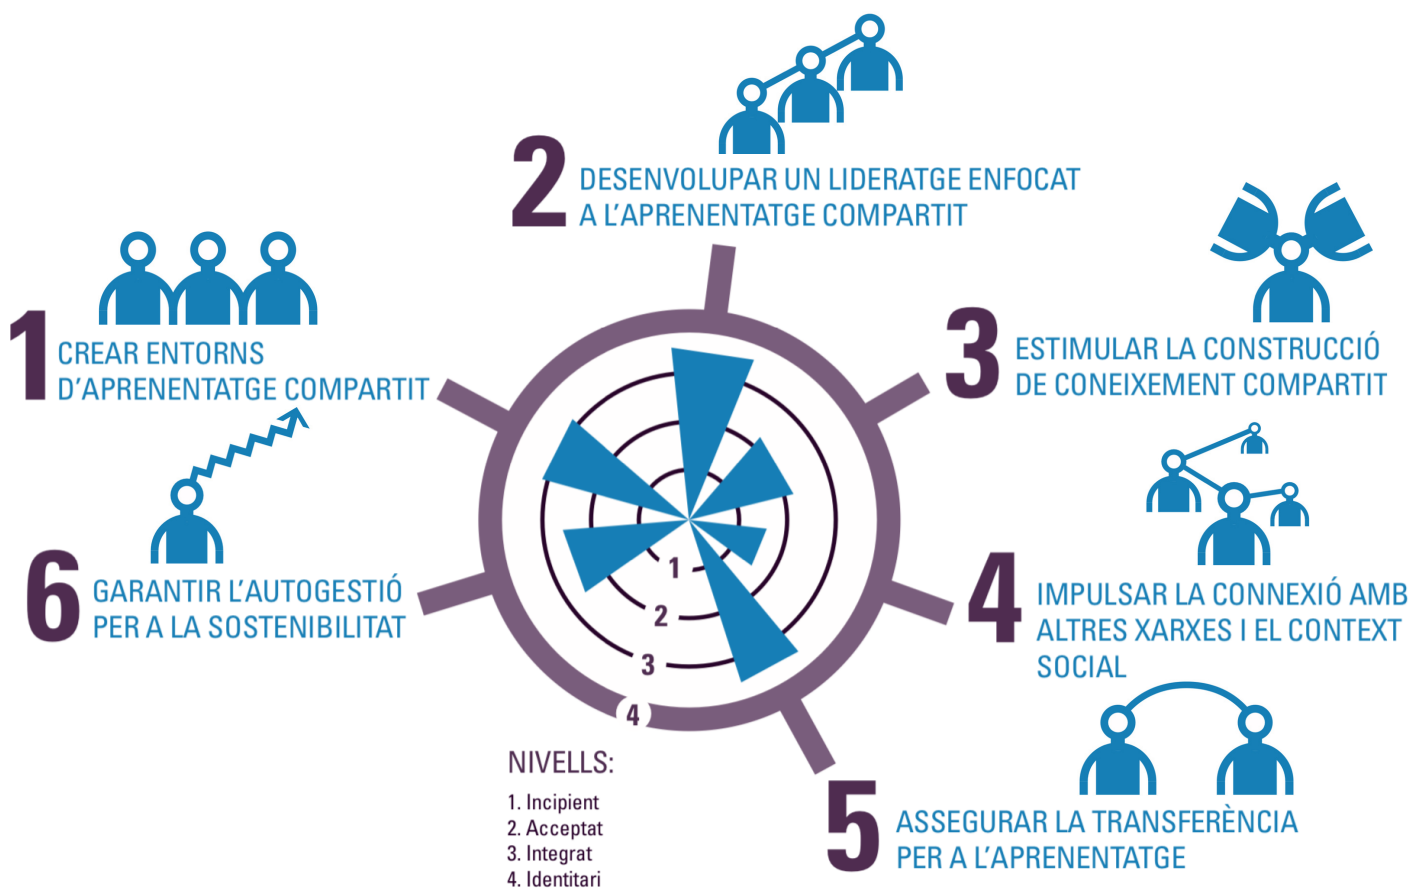 1
CREAR ENTORNS
D'APRENENTATGE COMPARTIT
2
DESENVOLUPAR UN LIDERATGE ENFOCAT
A L'APRENENTATGE COMPARTIT
3
ESTIMULAR LA CONSTRUCCIÓ
DE CONEIXEMENT COMPARTIT
4
IMPULSAR LA CONNEXIÓ AMB
ALTRES XARXES I EL CONTEXT
SOCIAL
5
ASSEGURAR LA TRANSFERÈNCIA
PER A L'APRENENTATGE
6
GARANTIR L'AUTOGESTIÓ
PER A LA SOSTENIBILITAT
1
2
3
4
NIVELLS:
1. Incipient
2. Acceptat
3. Integrat
4. Identitari